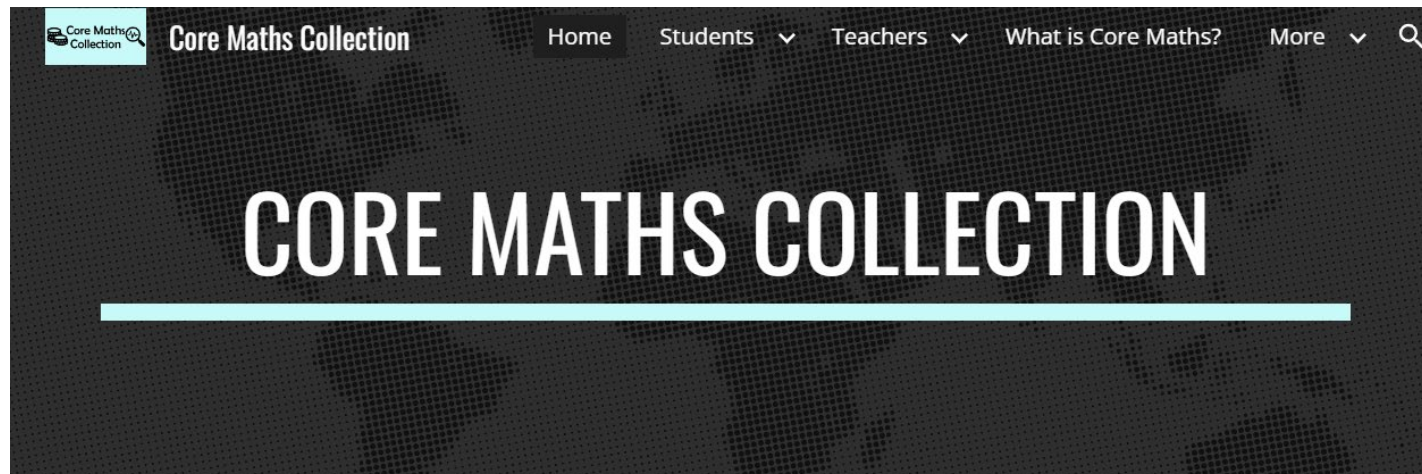 Core Maths
Collection
Core Maths Collection
Home
Students
Teachers
What is Core Maths?
More
CORE MATHS COLLECTION